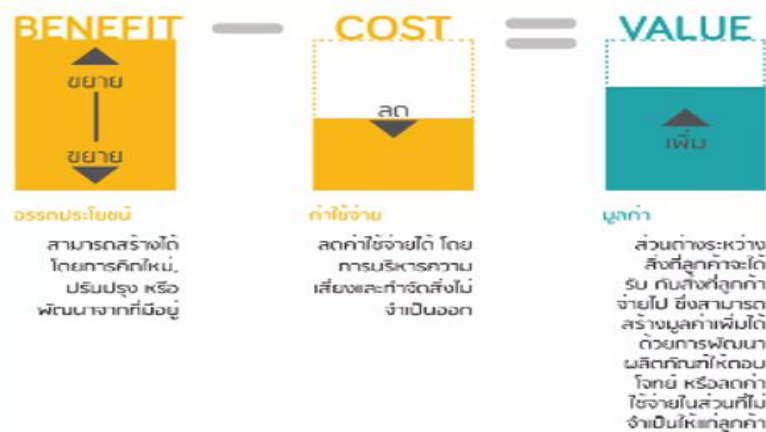 BENEFIT
COST
VALUE
ขยาย
ขยาย
ลด
เพิ่ม
อรรถประโยชน์
สามารถสร้างได้
โดยการคิดใหม่,
ปรับปรุง หรือ
พัฒนาจากที่มีอยู่
ค่าใช้จ่าย
ลดค่าใช้จ่ายได้ โดย
การบริหารความ
เสี่ยงและกำจัดสิ่งไม่
จำเป็นออก
มูลค่า
ส่วนต่างระหว่าง
สิ่งที่ลูกค้าจะได้
รับ กับสิ่งที่ลูกค้า
จ่ายไป ซึ่งสามารถ
สร้างมูลค่าเพิ่มได้
ด้วยการพัฒนา
ผลิตภัณฑ์ให้ตอบ
โจทย์ หรือลดค่า
ใช้จ่ายในส่วนที่ไม่
จำเป็นให้แก่ลูกค้า